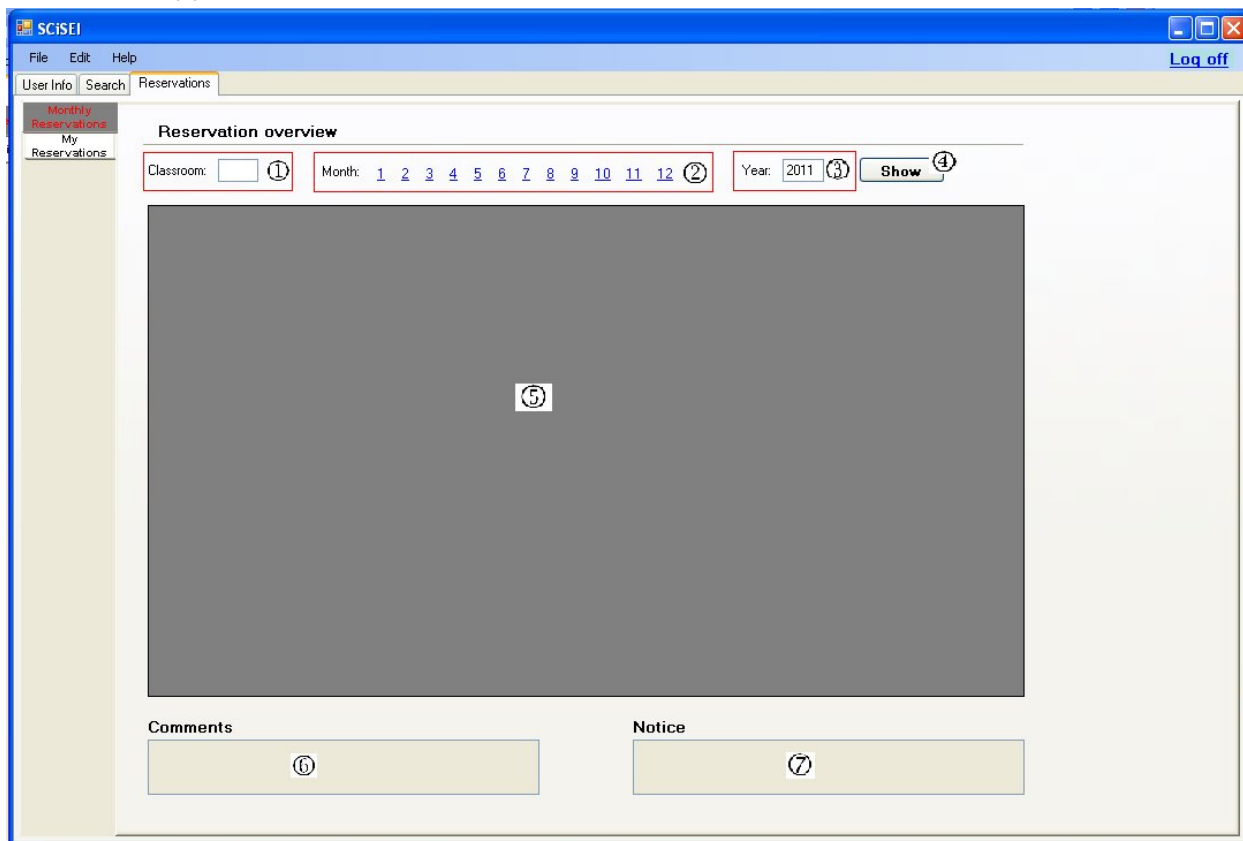 SCiSEI
File Edit Help Log off
User Info Search Reservations
Monthly
Reservations
My
Reservations
Reservation overview
Classroom: ① Month: 1 2 3 4 5 6 7 8 9 10 11 12 ② Year: 2011 ③ Show ④
⑤
Comments Notice
⑥ ⑦